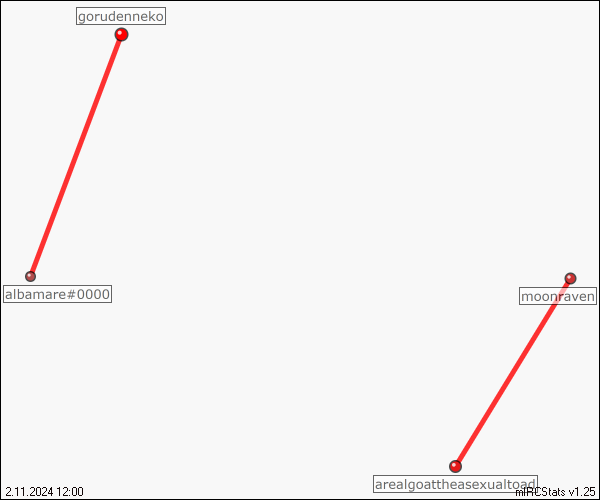 gorudenneko
albamare#0000
moonraven
arealgoattheasexualtoad
2.11.2024 12:00
mIRCStats v1.25